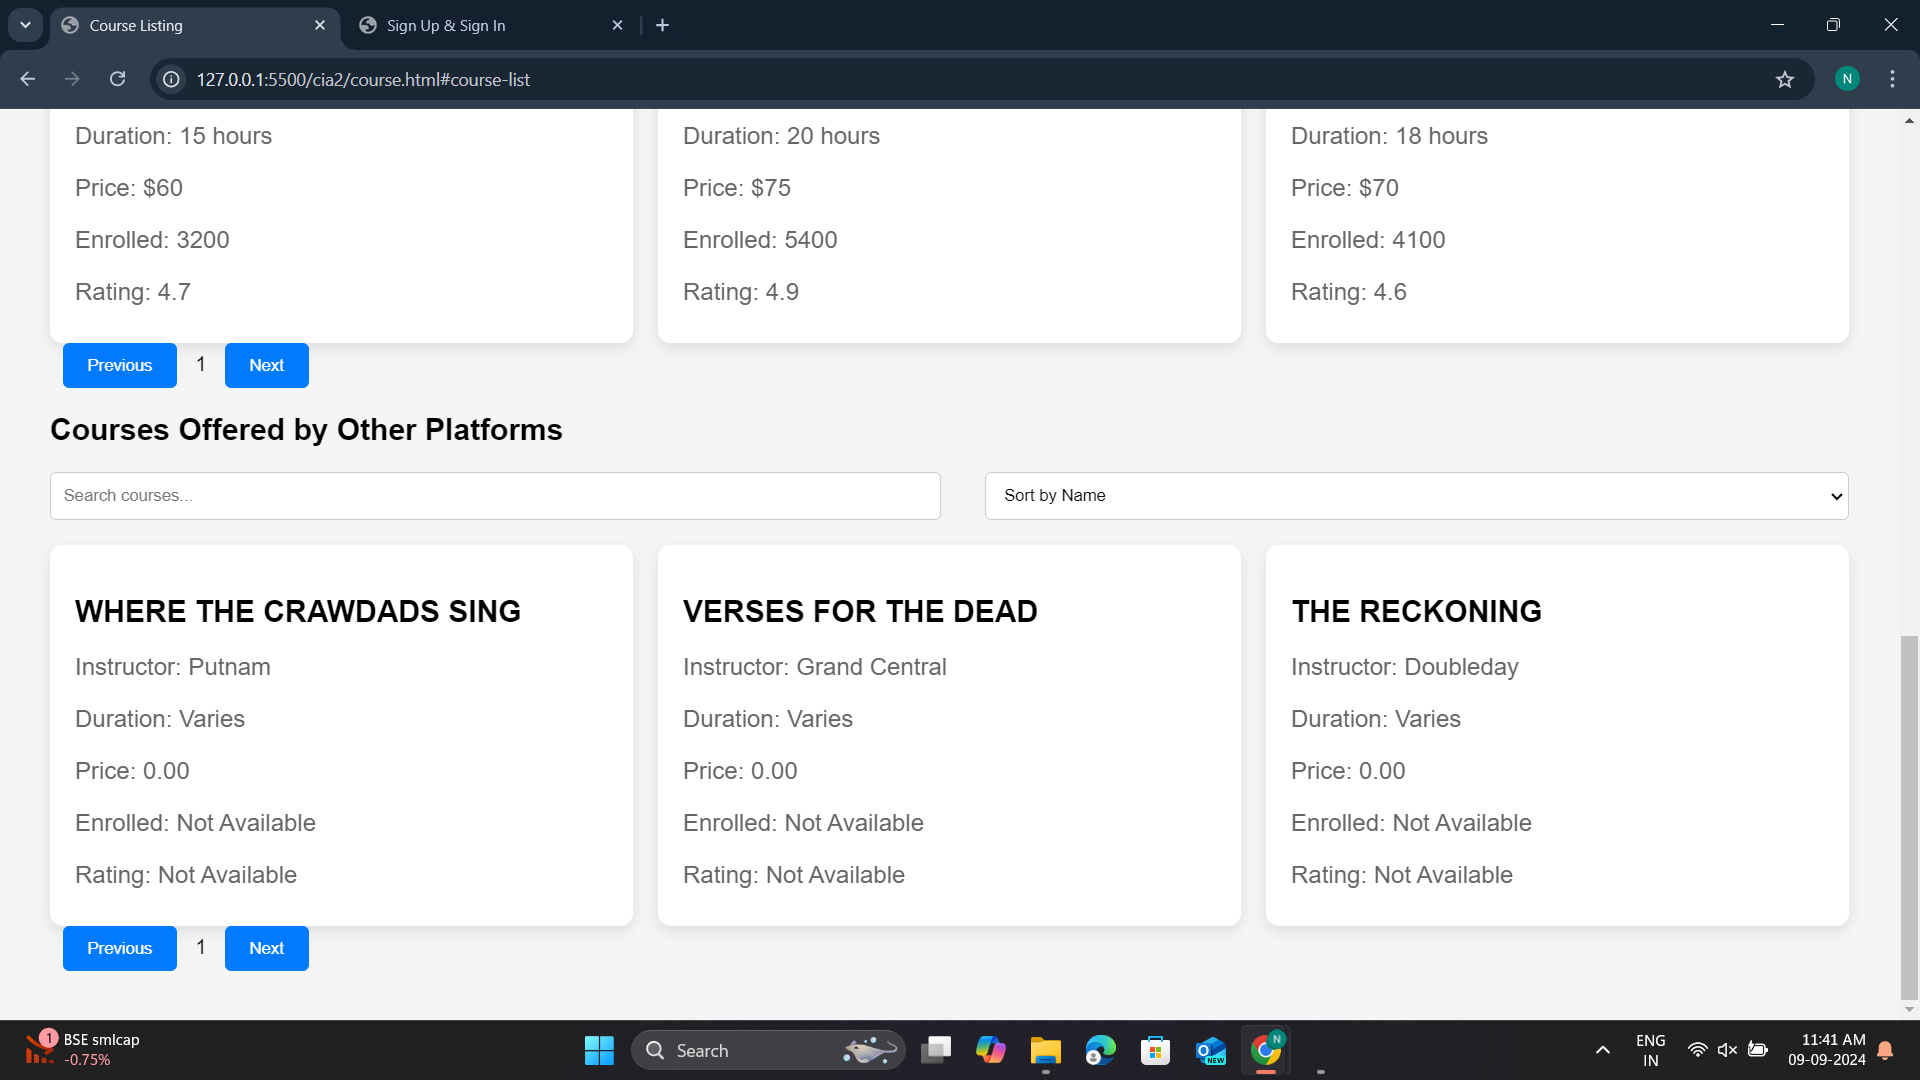 Course Listing
Sign Up & Sign In
127.0.0.1:5500/cia2/course.html#course-list
N
Duration: 15 hours
Price: $60
Enrolled: 3200
Rating: 4.7
Duration: 20 hours
Price: $75
Enrolled: 5400
Rating: 4.9
Duration: 18 hours
Price: $70
Enrolled: 4100
Rating: 4.6
Previous 1 Next
Courses Offered by Other Platforms
Search courses...
Sort by Name
WHERE THE CRAWDADS SING
Instructor: Putnam
Duration: Varies
Price: 0.00
Enrolled: Not Available
Rating: Not Available
VERSES FOR THE DEAD
Instructor: Grand Central
Duration: Varies
Price: 0.00
Enrolled: Not Available
Rating: Not Available
THE RECKONING
Instructor: Doubleday
Duration: Varies
Price: 0.00
Enrolled: Not Available
Rating: Not Available
Previous 1 Next
1
BSE smlcap
-0.75%
Search
NEW
N
ENG
IN
11:41 AM
09-09-2024